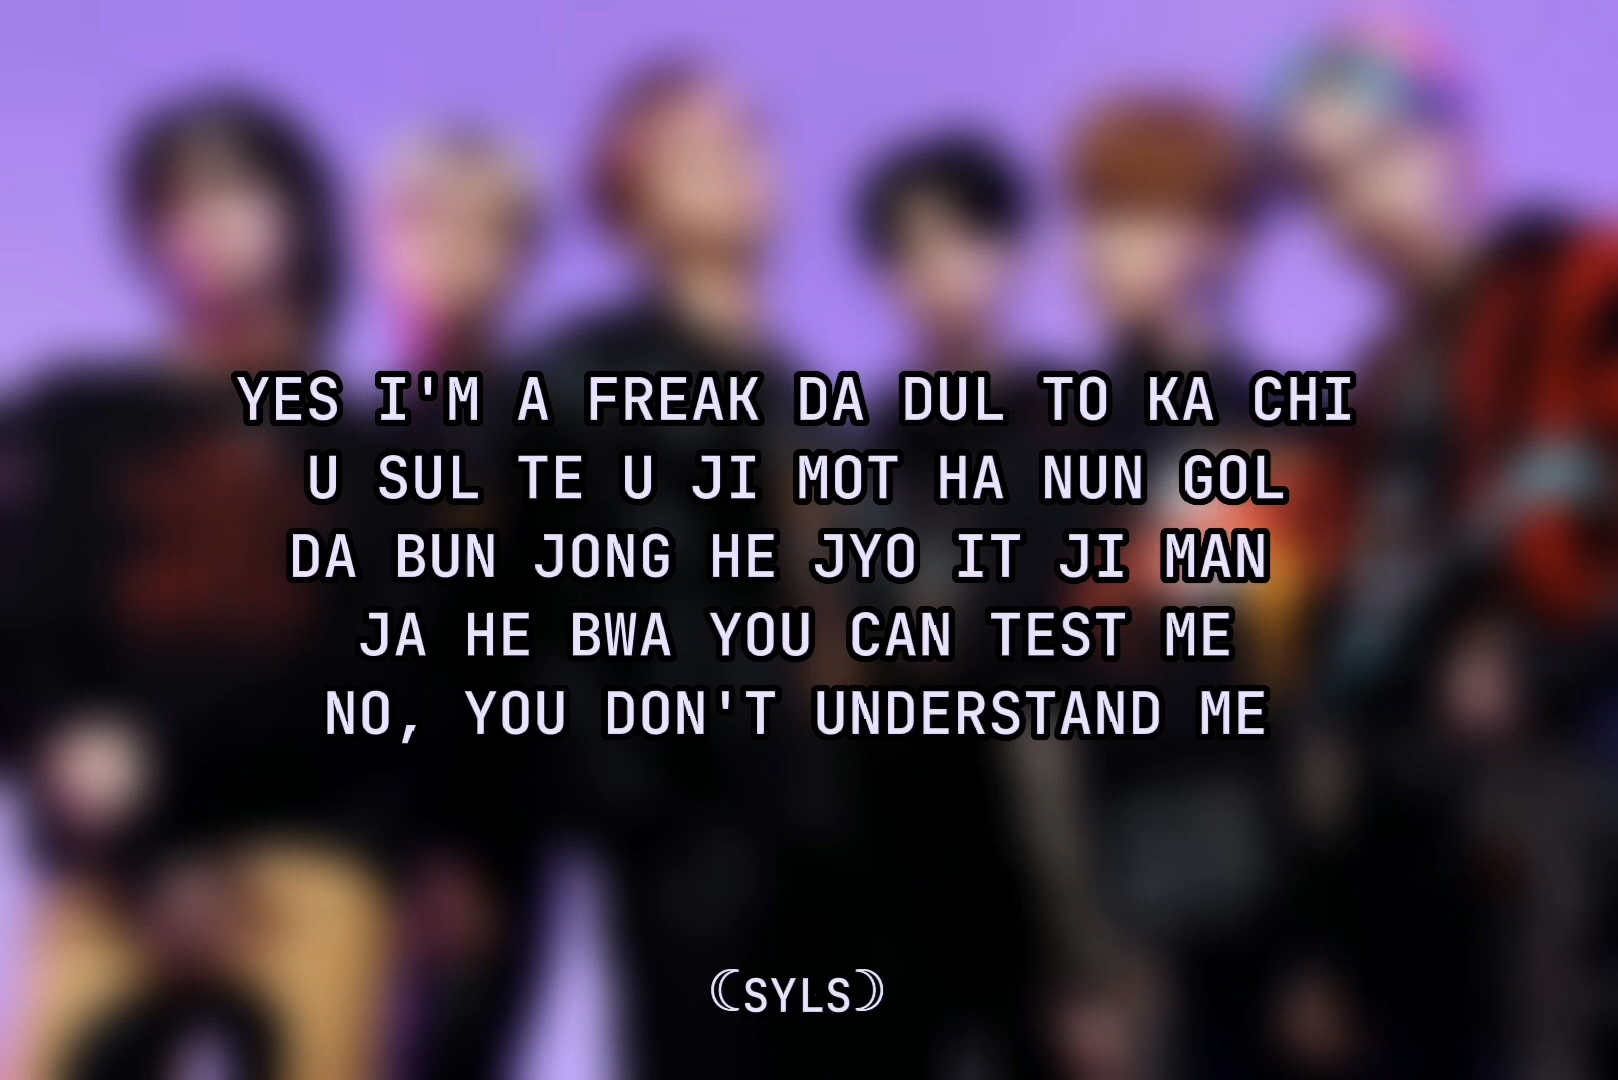 YES I'M A FREAK DA DUL TO KA CHI
U SUL TE U JI MOT HA NUN GOL
DA BUN JONG HE JYO IT JI MAN
JA HE BWA YOU CAN TEST ME
NO, YOU DON'T UNDERSTAND ME
☾SYLS☽